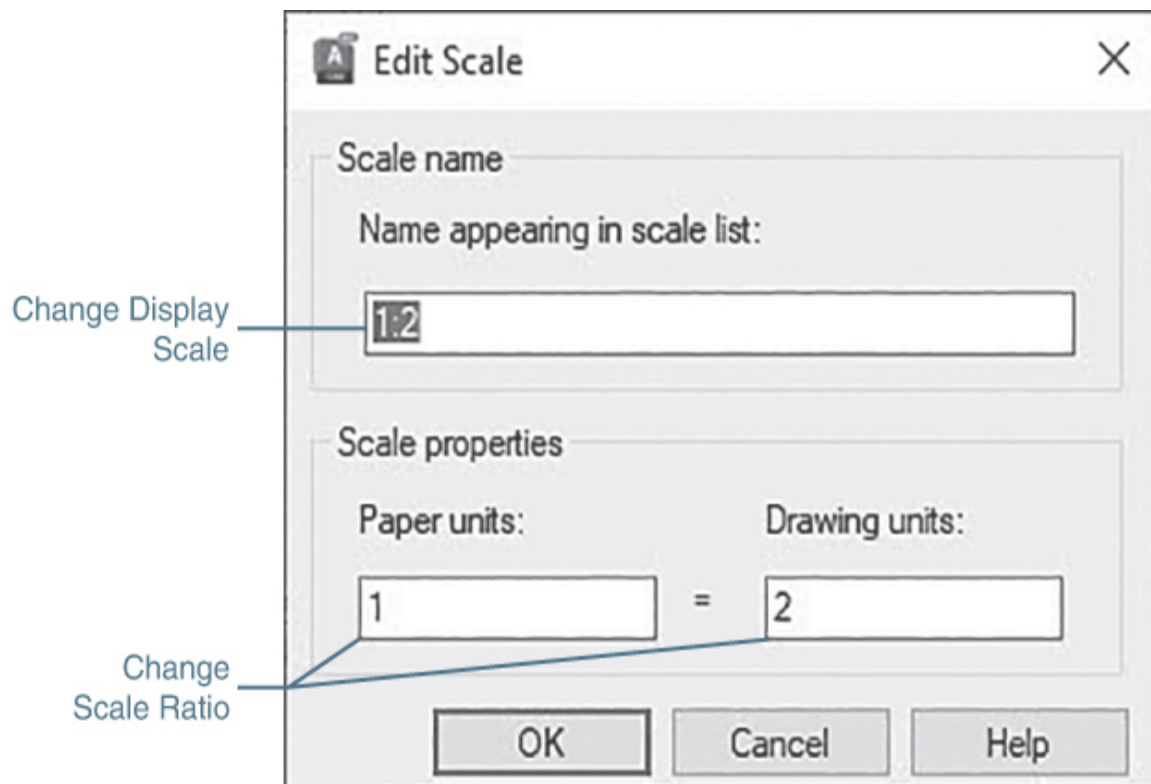 Edit Scale
Scale name
Name appearing in scale list:
Change Display
Scale
1:2
Scale properties
Paper units:
Drawing units:
1
=
2
Change
Scale Ratio
OK
Cancel
Help